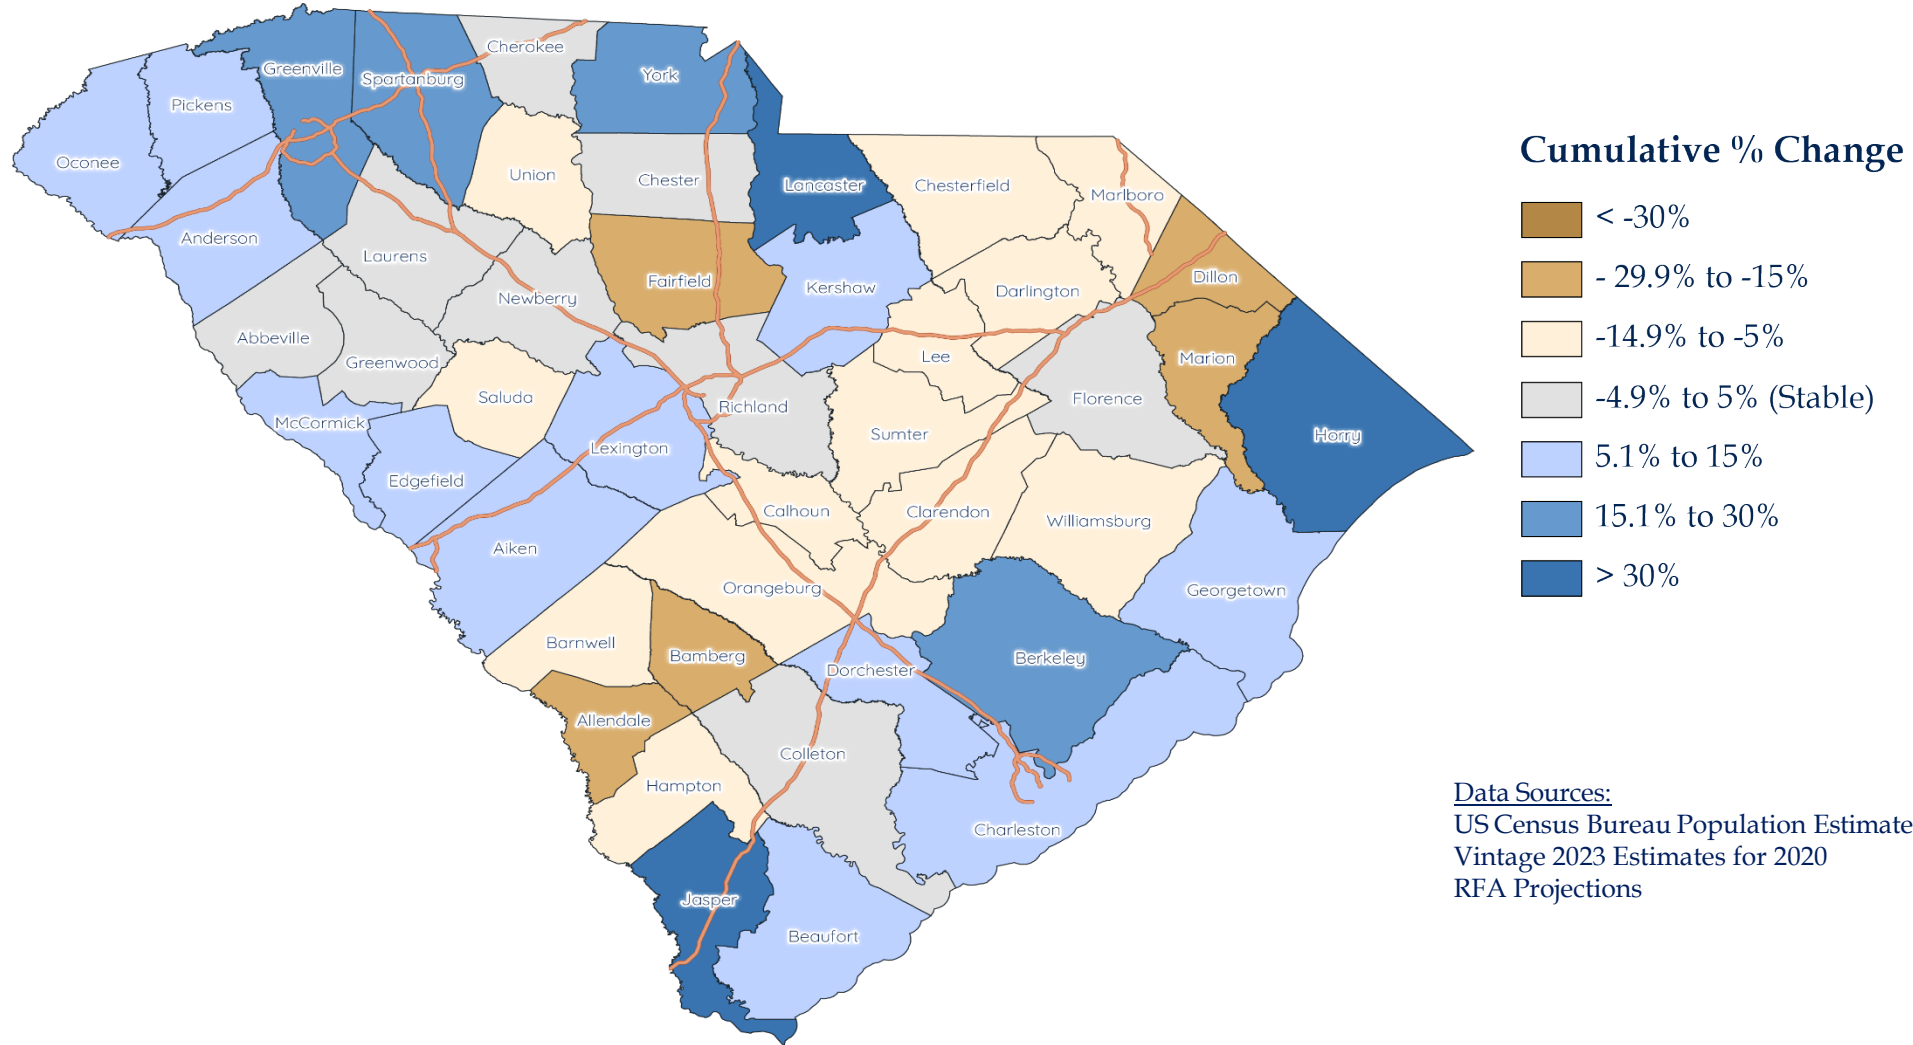 Cherokee
Greenville
York
Spartanburg
Pickens
Oconee
Union
Chester
Lancaster
Chesterfield
Marlboro
Anderson
Laurens
Fairfield
Kershaw
Darlington
Dillon
Newberry
Abbeville
Greenwood
Lee
Marion
Saluda
Richland
Florence
McCormick
Lexington
Sumter
Horry
Edgefield
Calhoun
Clarendon
Williamsburg
Aiken
Orangeburg
Georgetown
Barnwell
Bamberg
Dorchester
Berkeley
Allendale
Colleton
Hampton
Charleston
Jasper
Beaufort
Cumulative % Change
< -30%
- 29.9% to -15%
-14.9% to -5%
-4.9% to 5% (Stable)
5.1% to 15%
15.1% to 30%
> 30%
Data Sources:
US Census Bureau Population Estimate
Vintage 2023 Estimates for 2020
RFA Projections